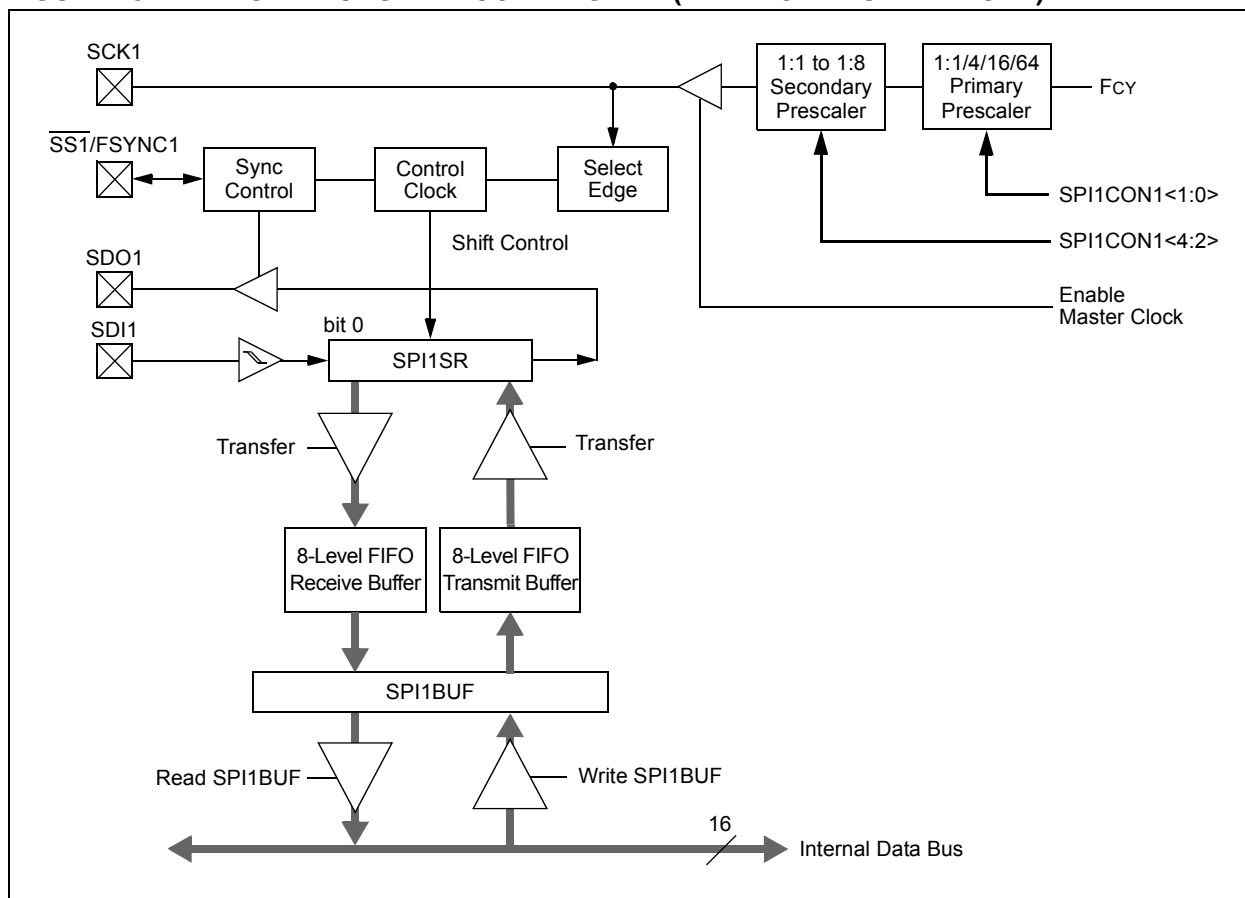 SCK1
1:1 to 1:8
Secondary
Prescaler
1:1/4/16/64
Primary
Prescaler
FCY
SS1/FSYNC1
Sync
Control
Control
Clock
Select
Edge
SPI1CON1<1:0>
Shift Control
SPI1CON1<4:2>
SDO1
Enable
Master Clock
SDI1
bit 0
SPI1SR
Transfer
Transfer
8-Level FIFO
Receive Buffer
8-Level FIFO
Transmit Buffer
SPI1BUF
Read SPI1BUF
Write SPI1BUF
16
Internal Data Bus